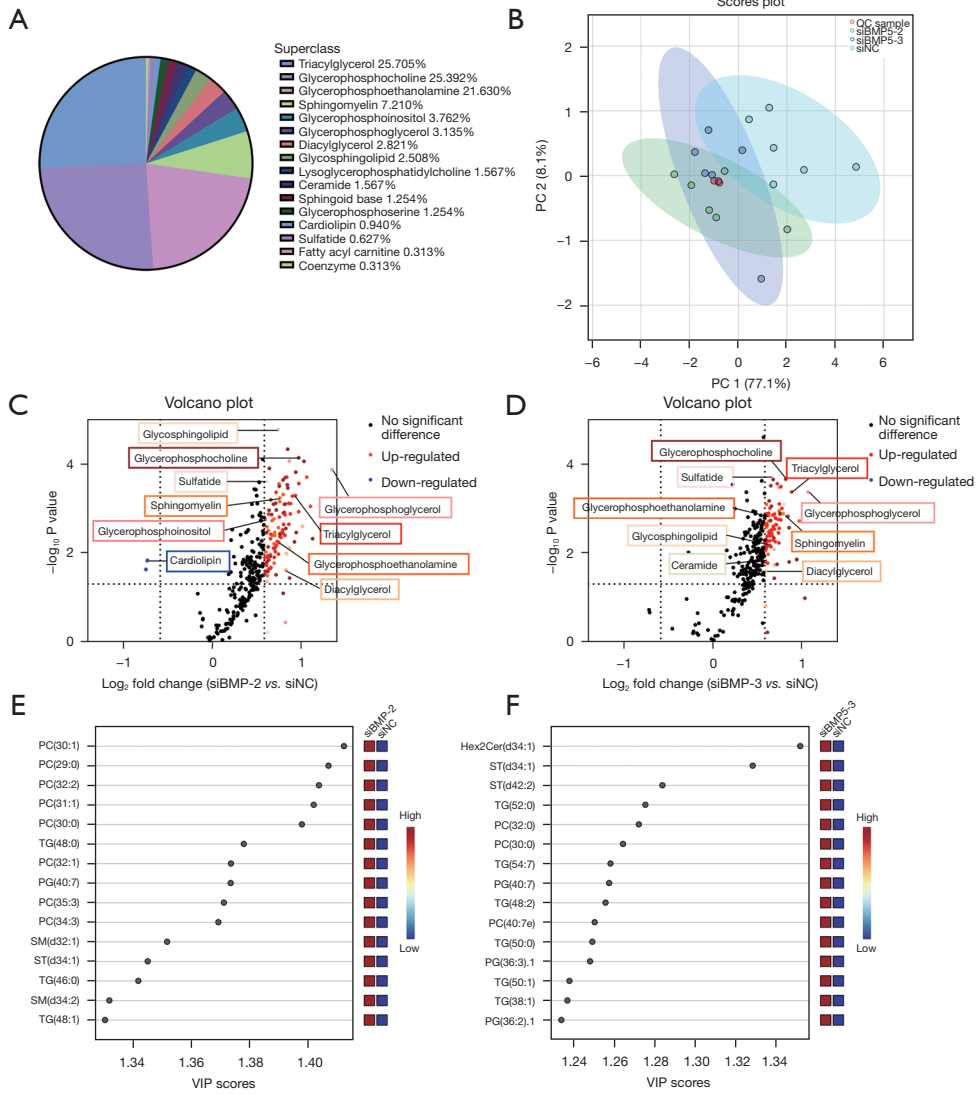 A
Superclass
Triacylglycerol 25.705%
Glycerophosphocholine 25.392%
Glycerophosphoethanolamine 21.630%
Sphingomyelin 7.210%
Glycerophosphoinositol 3.762%
Glycerophosphoglycerol 3.135%
Diacylglycerol 2.821%
Glycosphingolipid 2.508%
Lysoglycerophosphatidylcholine 1.567%
Ceramide 1.567%
Sphingoid base 1.254%
Glycerophosphoserine 1.254%
Cardiolipin 0.940%
Sulfatide 0.627%
Fatty acyl carnitine 0.313%
Coenzyme 0.313%
B
Scores plot
QC sample
siBMP5-2
siBMP5-3
siNC
PC 2 (8.1%)
2
1
0
−1
−2
−6 −4 −2 0 2 4 6
PC 1 (77.1%)
C
Volcano plot
No significant
difference
Up-regulated
Down-regulated
Glycosphingolipid
Glycerophosphocholine
Sulfatide
Sphingomyelin
Glycerophosphoglycerol
Glycerophosphoinositol
Triacylglycerol
Cardiolipin
Glycerophosphoethanolamine
Diacylglycerol
−log10 P value
4
2
0
−1 0 1
Log2 fold change (siBMP-2 vs. siNC)
D
Volcano plot
No significant
difference
Up-regulated
Down-regulated
Glycerophosphocholine
Triacylglycerol
Sulfatide
Glycerophosphoethanolamine
Glycerophosphoglycerol
Glycosphingolipid
Sphingomyelin
Ceramide
Diacylglycerol
−log10 P value
4
2
0
−1 0 1
Log2 fold change (siBMP-3 vs. siNC)
E
siBMP-2
siNC
PC(30:1)
PC(29:0)
PC(32:2)
PC(31:1)
PC(30:0)
TG(48:0)
PC(32:1)
PG(40:7)
PC(35:3)
PC(34:3)
SM(d32:1)
ST(d34:1)
TG(46:0)
SM(d34:2)
TG(48:1)
High
Low
1.34 1.36 1.38 1.40
VIP scores
F
siBMP5-3
siNC
Hex2Cer(d34:1)
ST(d34:1)
ST(d42:2)
TG(52:0)
PC(32:0)
PC(30:0)
TG(54:7)
PG(40:7)
TG(48:2)
PC(40:7e)
TG(50:0)
PG(36:3).1
TG(50:1)
TG(38:1)
PG(36:2).1
High
Low
1.24 1.26 1.28 1.30 1.32 1.34
VIP scores